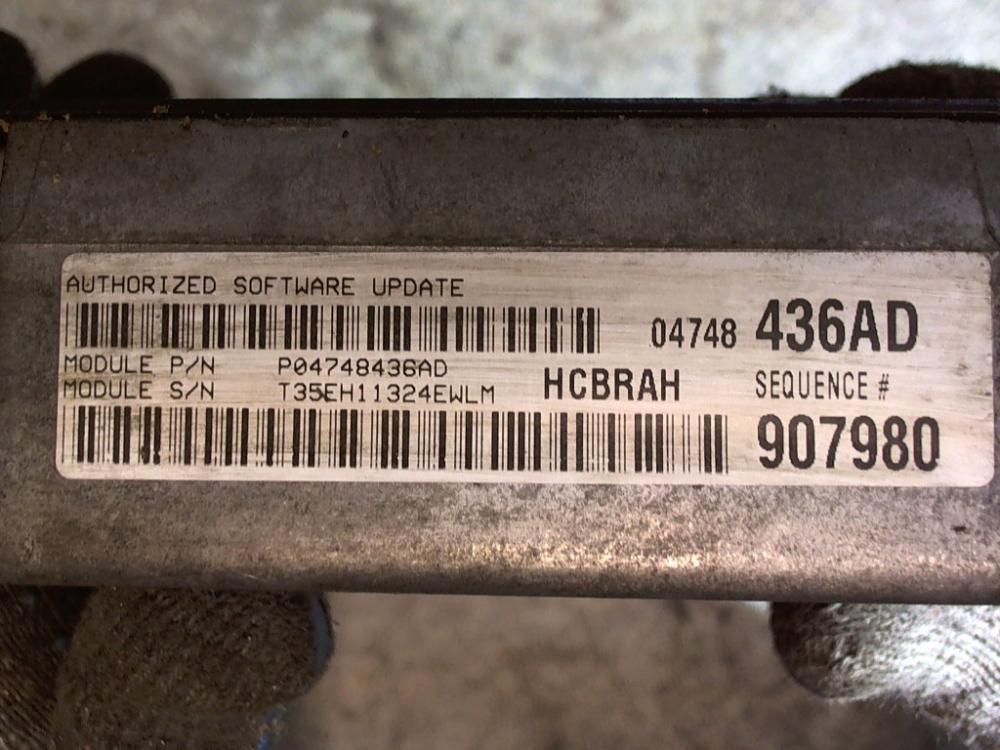 AUTHORIZED SOFTWARE UPDATE
04748 436AD
MODULE P/N P04748436AD
MODULE S/N T35EH11324EWLM
HCBRAH
SEQUENCE #
907980